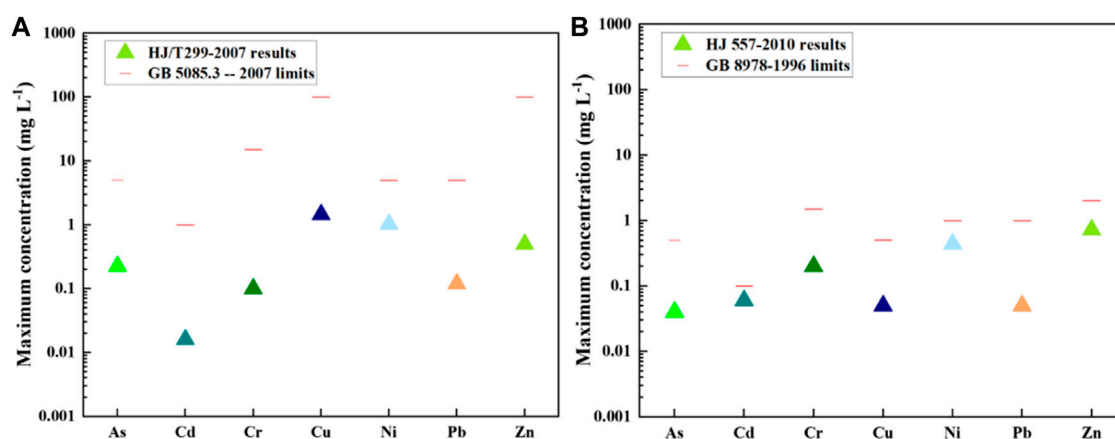 A
Maximum concentration (mg L-1)
1000
100
10
1
0.1
0.01
0.001
HJ/T299-2007 results
GB 5085.3 -- 2007 limits
As Cd Cr Cu Ni Pb Zn
B
Maximum concentration (mg L-1)
1000
100
10
1
0.1
0.01
0.001
HJ 557-2010 results
GB 8978-1996 limits
As Cd Cr Cu Ni Pb Zn